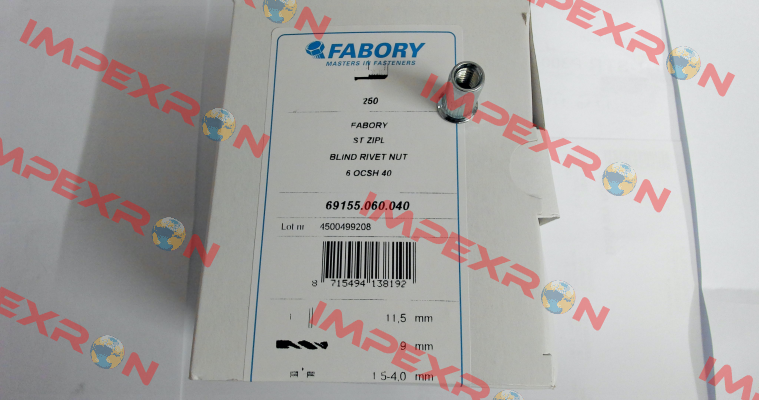 FABORY
MASTERS IN FASTENERS
250
FABORY
ST ZIPL
BLIND RIVET NUT
6 OCSH 40
69155.060.040
Lot nr 4500499208
8 715494 138192
11,5 mm
9 mm
1.5-4,0 mm
IMPEXRON
IMPEXRON
IMPEXRON
IMPEXRON
IMPEXRON
IMPEXRON
IMPEXRON